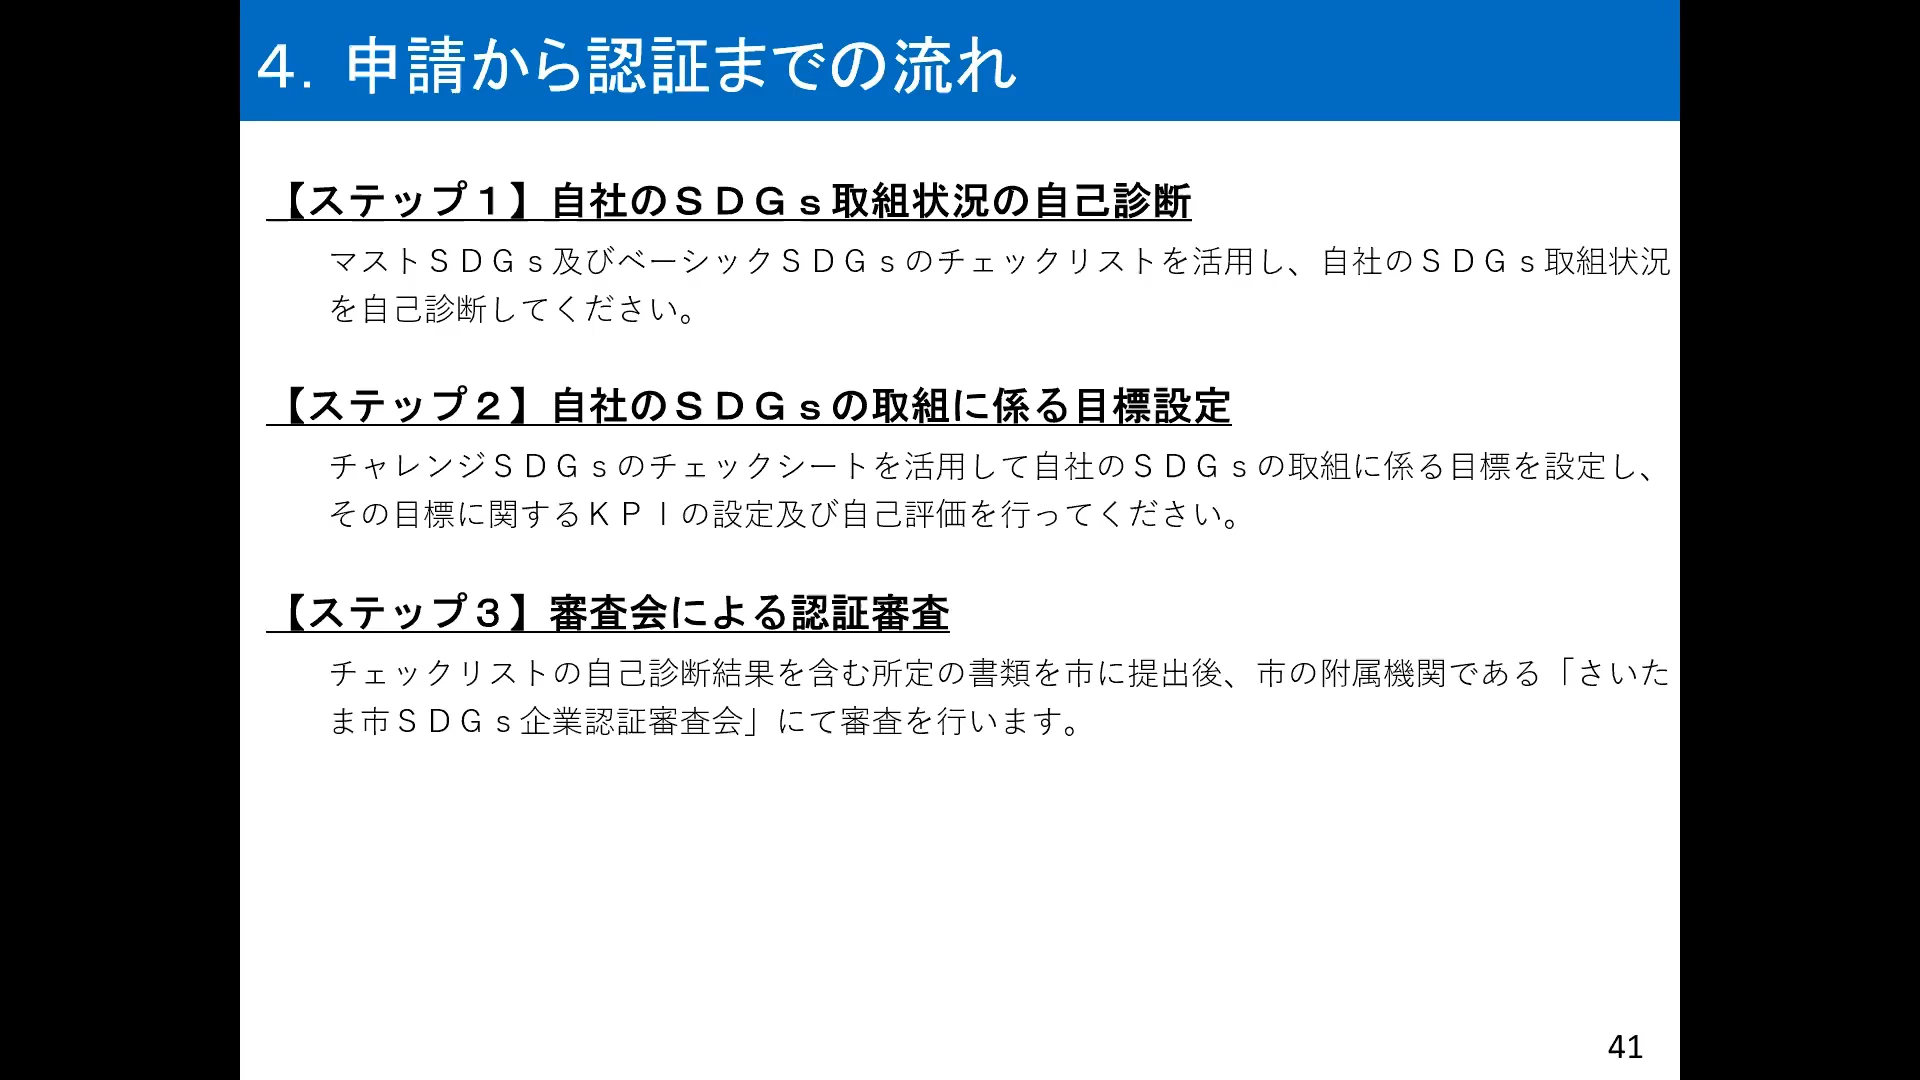 ４．申請から認証までの流れ
【ステップ１】自社のＳＤＧｓ取組状況の自己診断
マストＳＤＧｓ及びベーシックＳＤＧｓのチェックリストを活用し、自社のＳＤＧｓ取組状況
を自己診断してください。
【ステップ２】自社のＳＤＧｓの取組に係る目標設定
チャレンジＳＤＧｓのチェックシートを活用して自社のＳＤＧｓの取組に係る目標を設定し、
その目標に関するＫＰＩの設定及び自己評価を行ってください。
【ステップ３】審査会による認証審査
チェックリストの自己診断結果を含む所定の書類を市に提出後、市の附属機関である「さいた
ま市ＳＤＧｓ企業認証審査会」にて審査を行います。
41